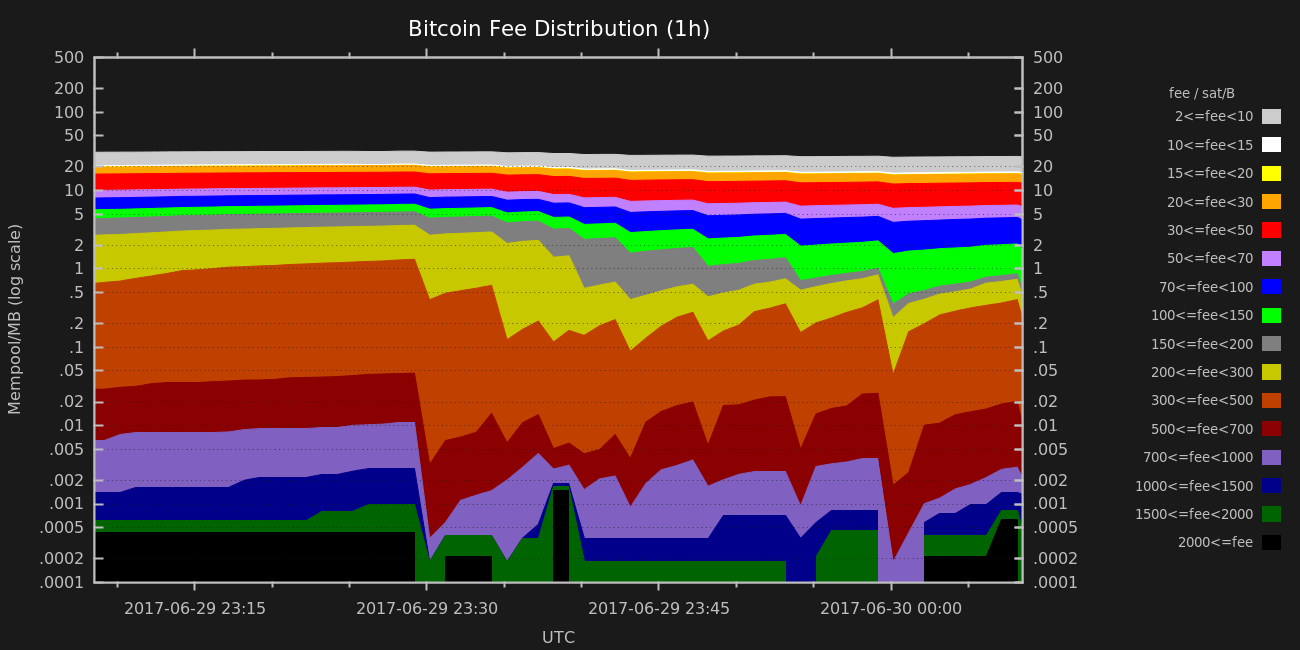 Bitcoin Fee Distribution (1h)
Mempool/MB (log scale)
500
200
100
50
20
10
5
2
1
.5
.2
.1
.05
.02
.01
.005
.002
.001
.0005
.0002
.0001
500
200
100
50
20
10
5
2
1
.5
.2
.1
.05
.02
.01
.005
.002
.001
.0005
.0002
.0001
2017-06-29 23:15 2017-06-29 23:30 2017-06-29 23:45 2017-06-30 00:00
UTC
fee / sat/B
2<=fee<10
10<=fee<15
15<=fee<20
20<=fee<30
30<=fee<50
50<=fee<70
70<=fee<100
100<=fee<150
150<=fee<200
200<=fee<300
300<=fee<500
500<=fee<700
700<=fee<1000
1000<=fee<1500
1500<=fee<2000
2000<=fee